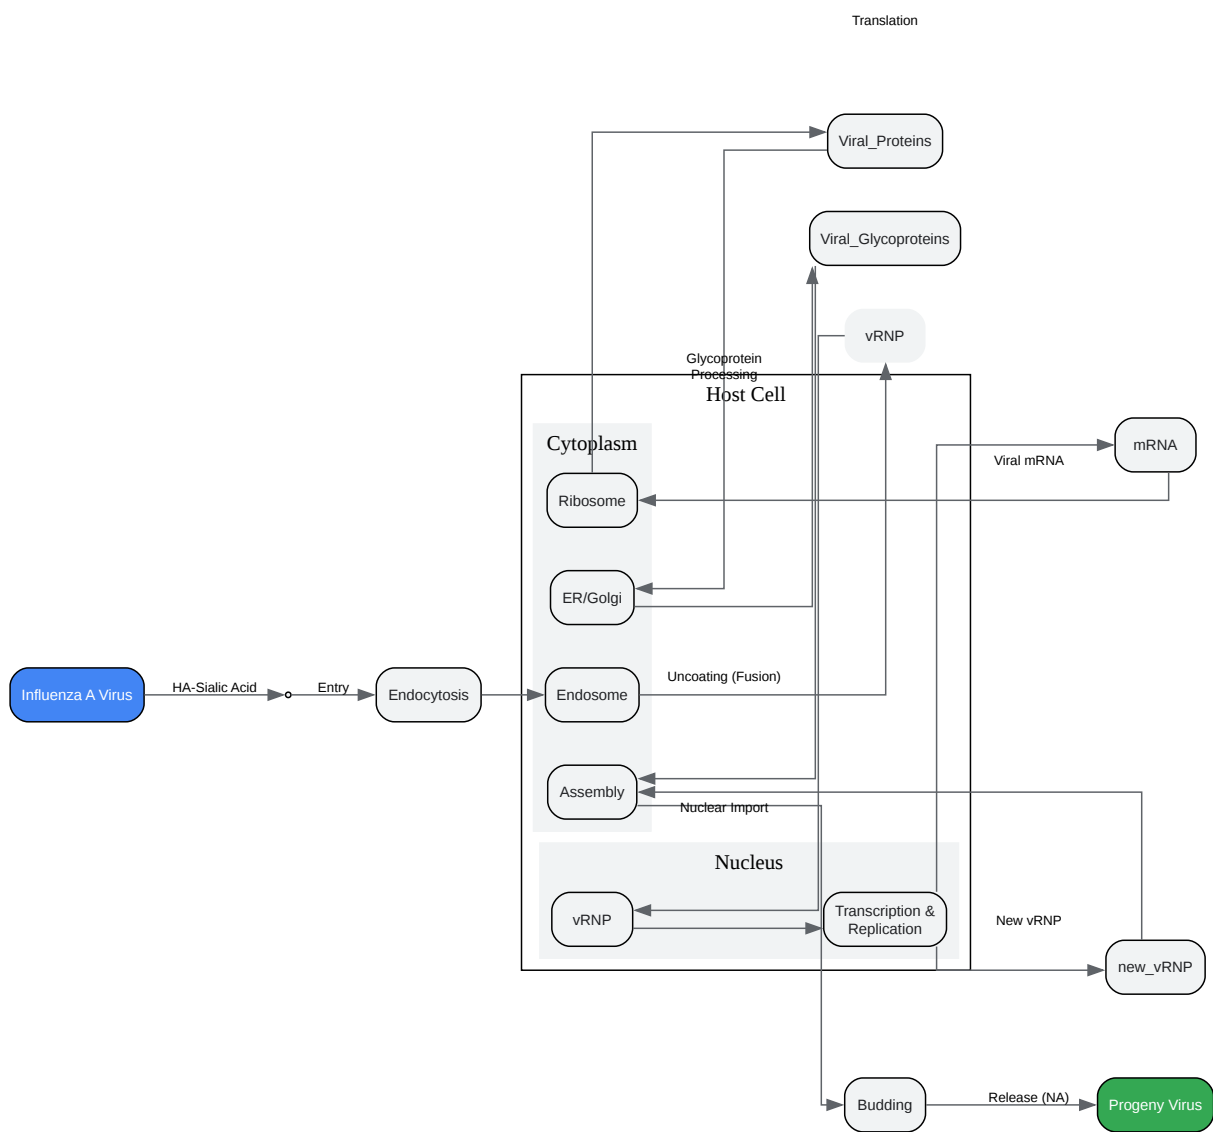 Translation
Viral_Proteins
Viral_Glycoproteins
vRNP
Glycoprotein
Processing
Host Cell
Cytoplasm
mRNA
Viral mRNA
Ribosome
ER/Golgi
Uncoating (Fusion)
Influenza A Virus
HA-Sialic Acid
Entry
Endocytosis
Endosome
Assembly
Nuclear Import
Nucleus
vRNP
Transcription &
Replication
New vRNP
new_vRNP
Budding
Release (NA)
Progeny Virus